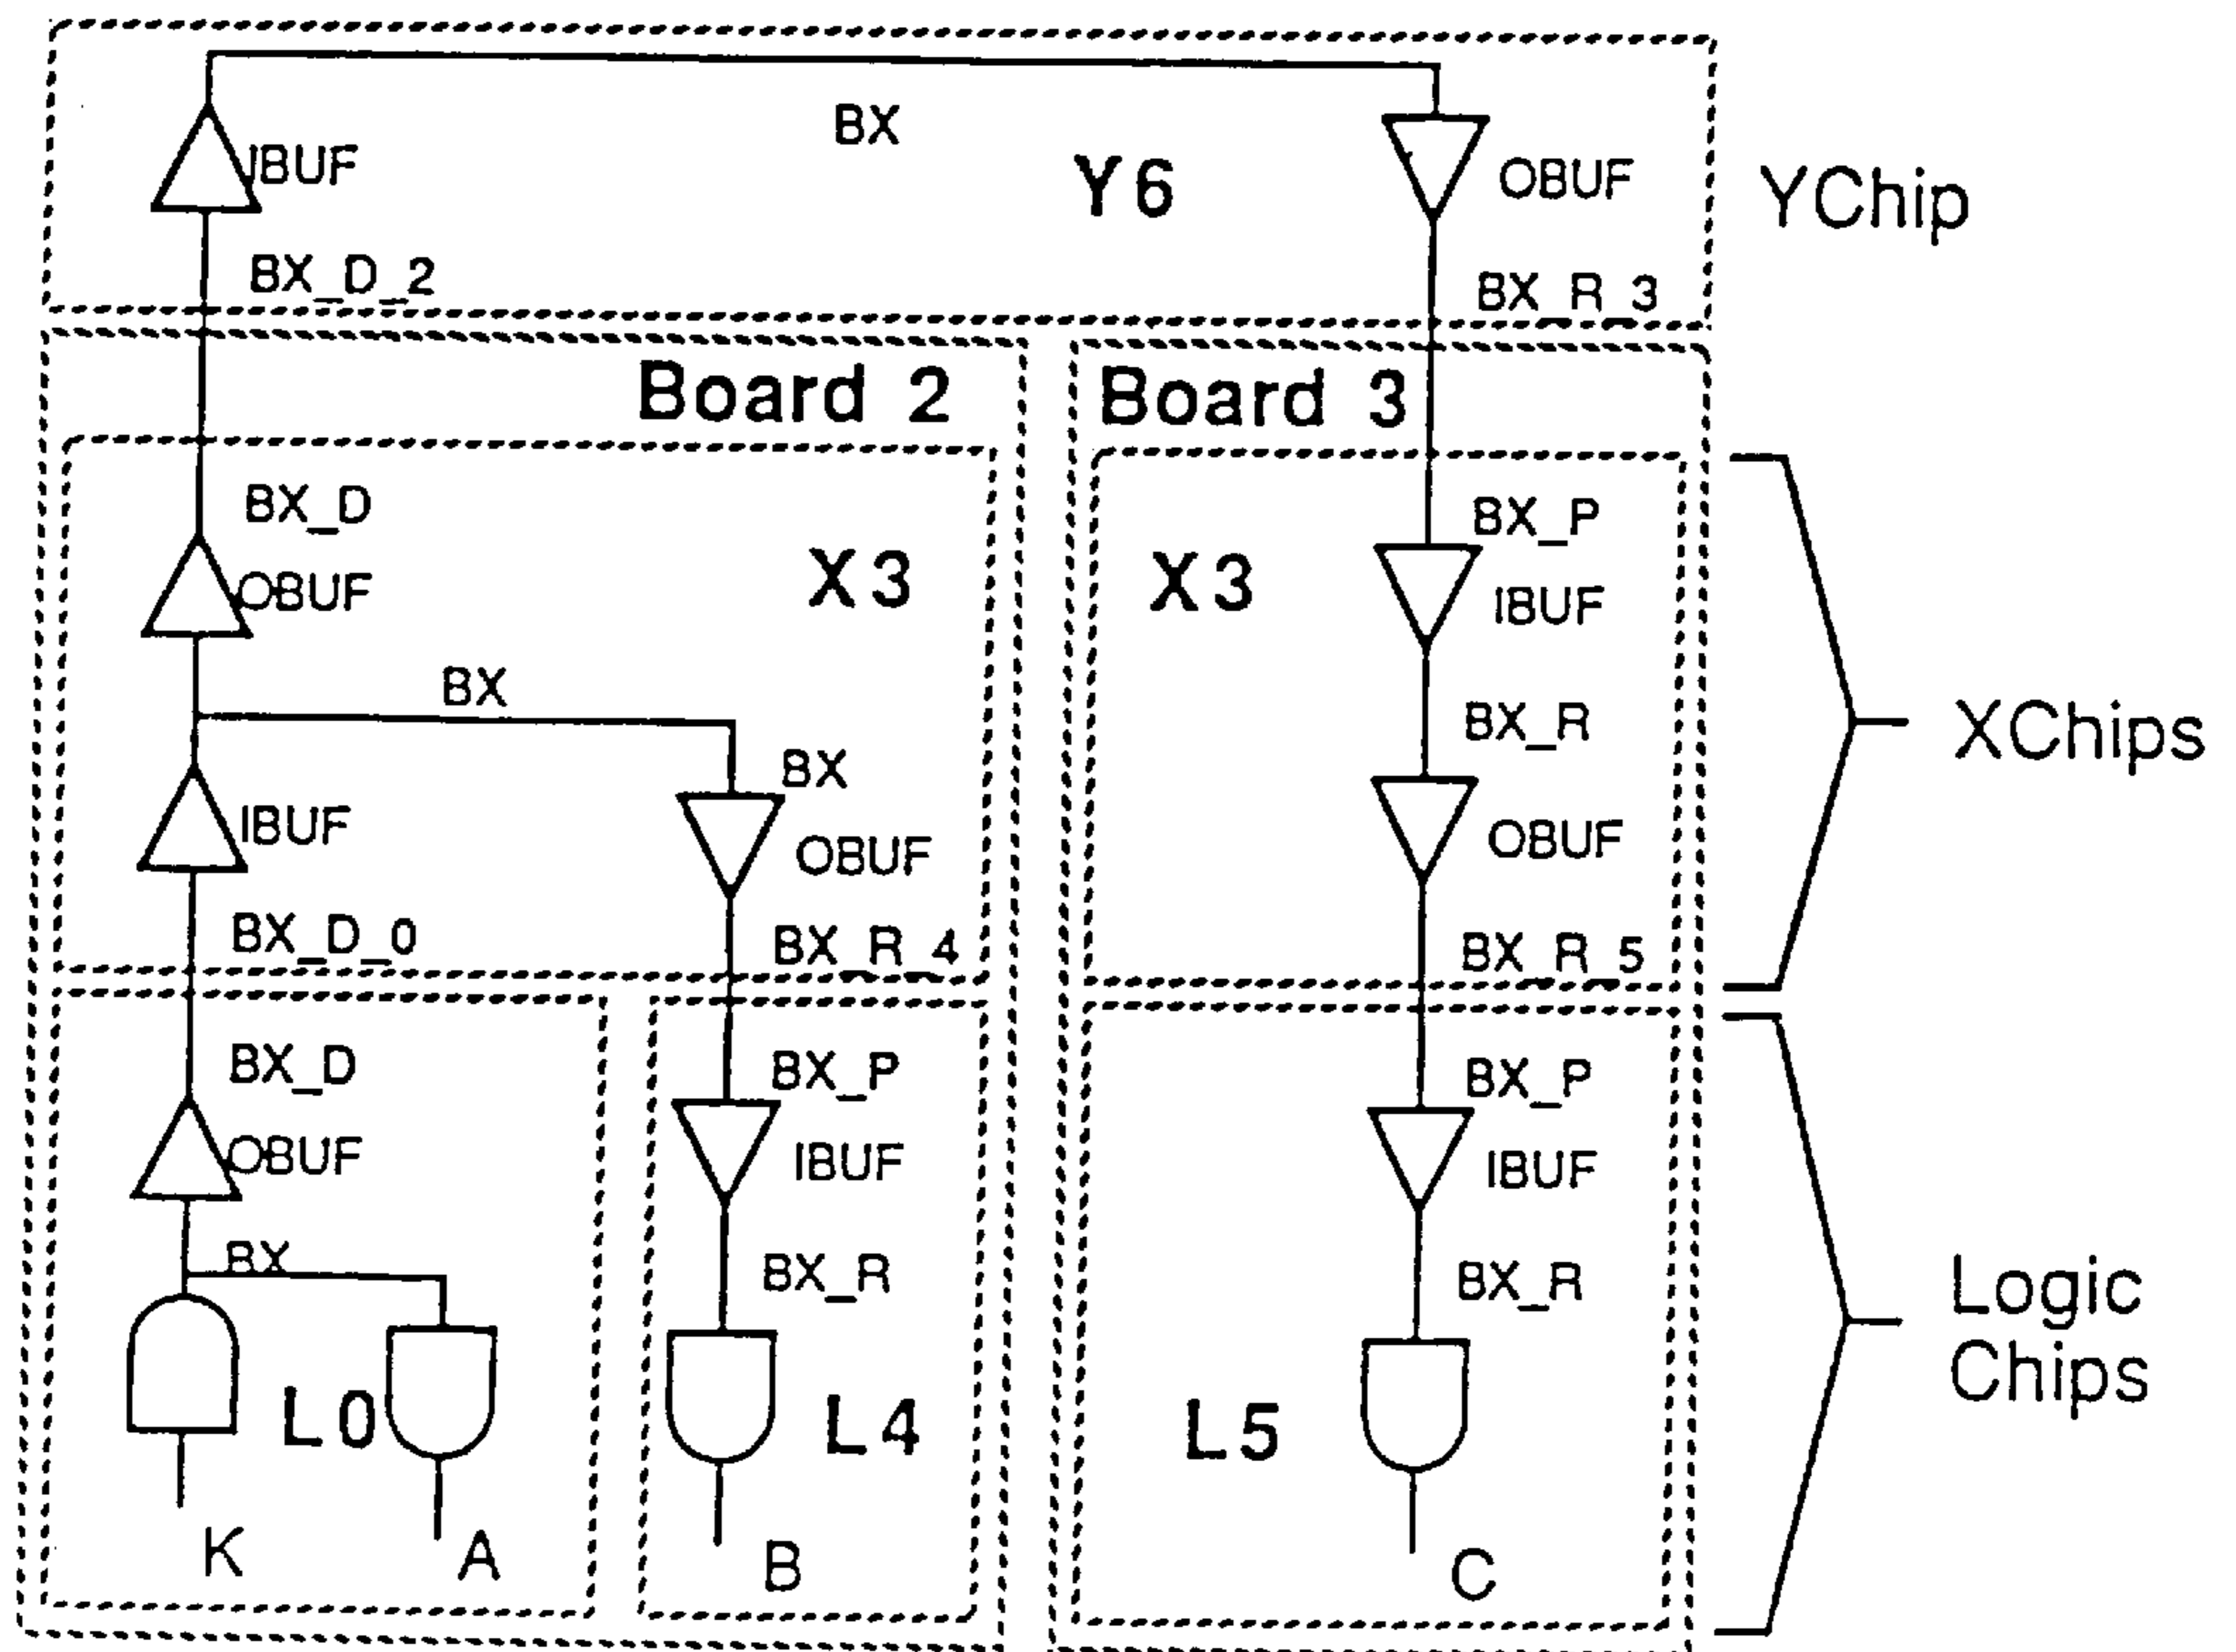 BX
IBUF
Y6
OBUF
YChip
BX_D_2
BX_R_3
Board 2
Board 3
BX_D
BX_P
X3
X3
OBUF
IBUF
BX
BX_R
XChips
BX
IBUF
OBUF
OBUF
BX_D_0
BX_R_4
BX_R_5
BX_D
BX_P
BX_P
OBUF
IBUF
IBUF
BX
BX_R
BX_R
Logic
Chips
L0
L4
L5
K
A
B
C